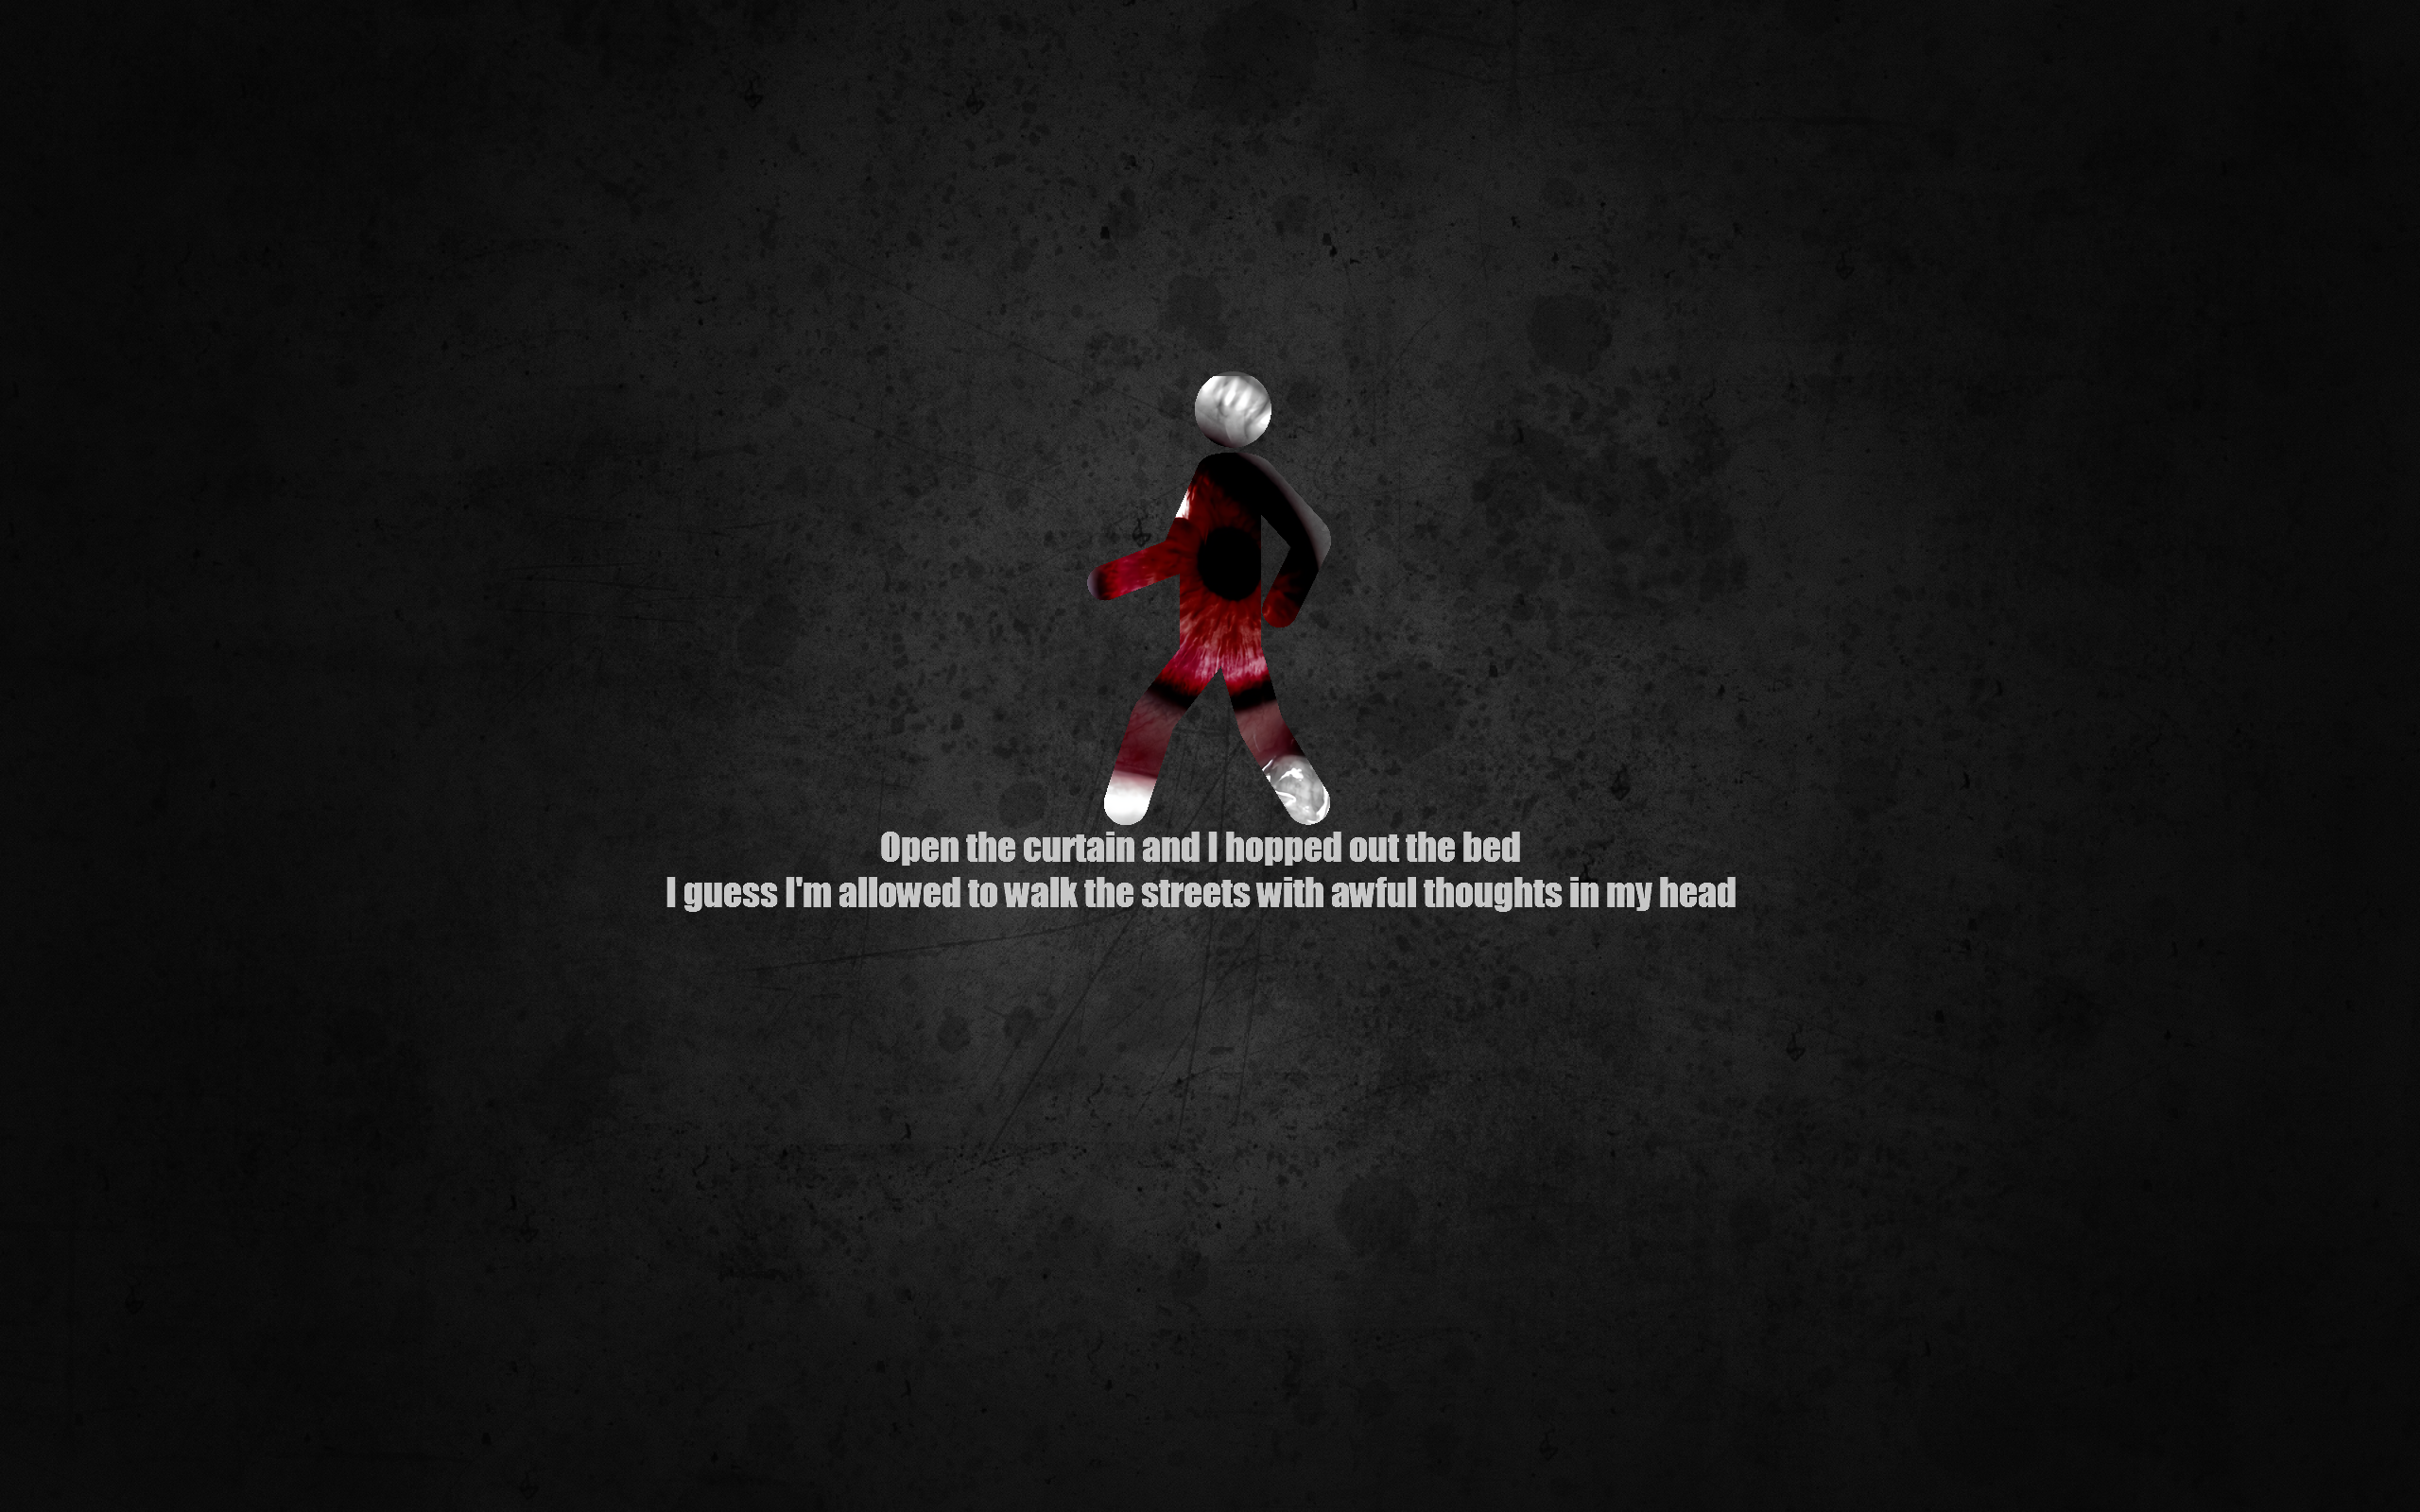 Open the curtain and I hopped out the bed
I guess I'm allowed to walk the streets with awful thoughts in my head